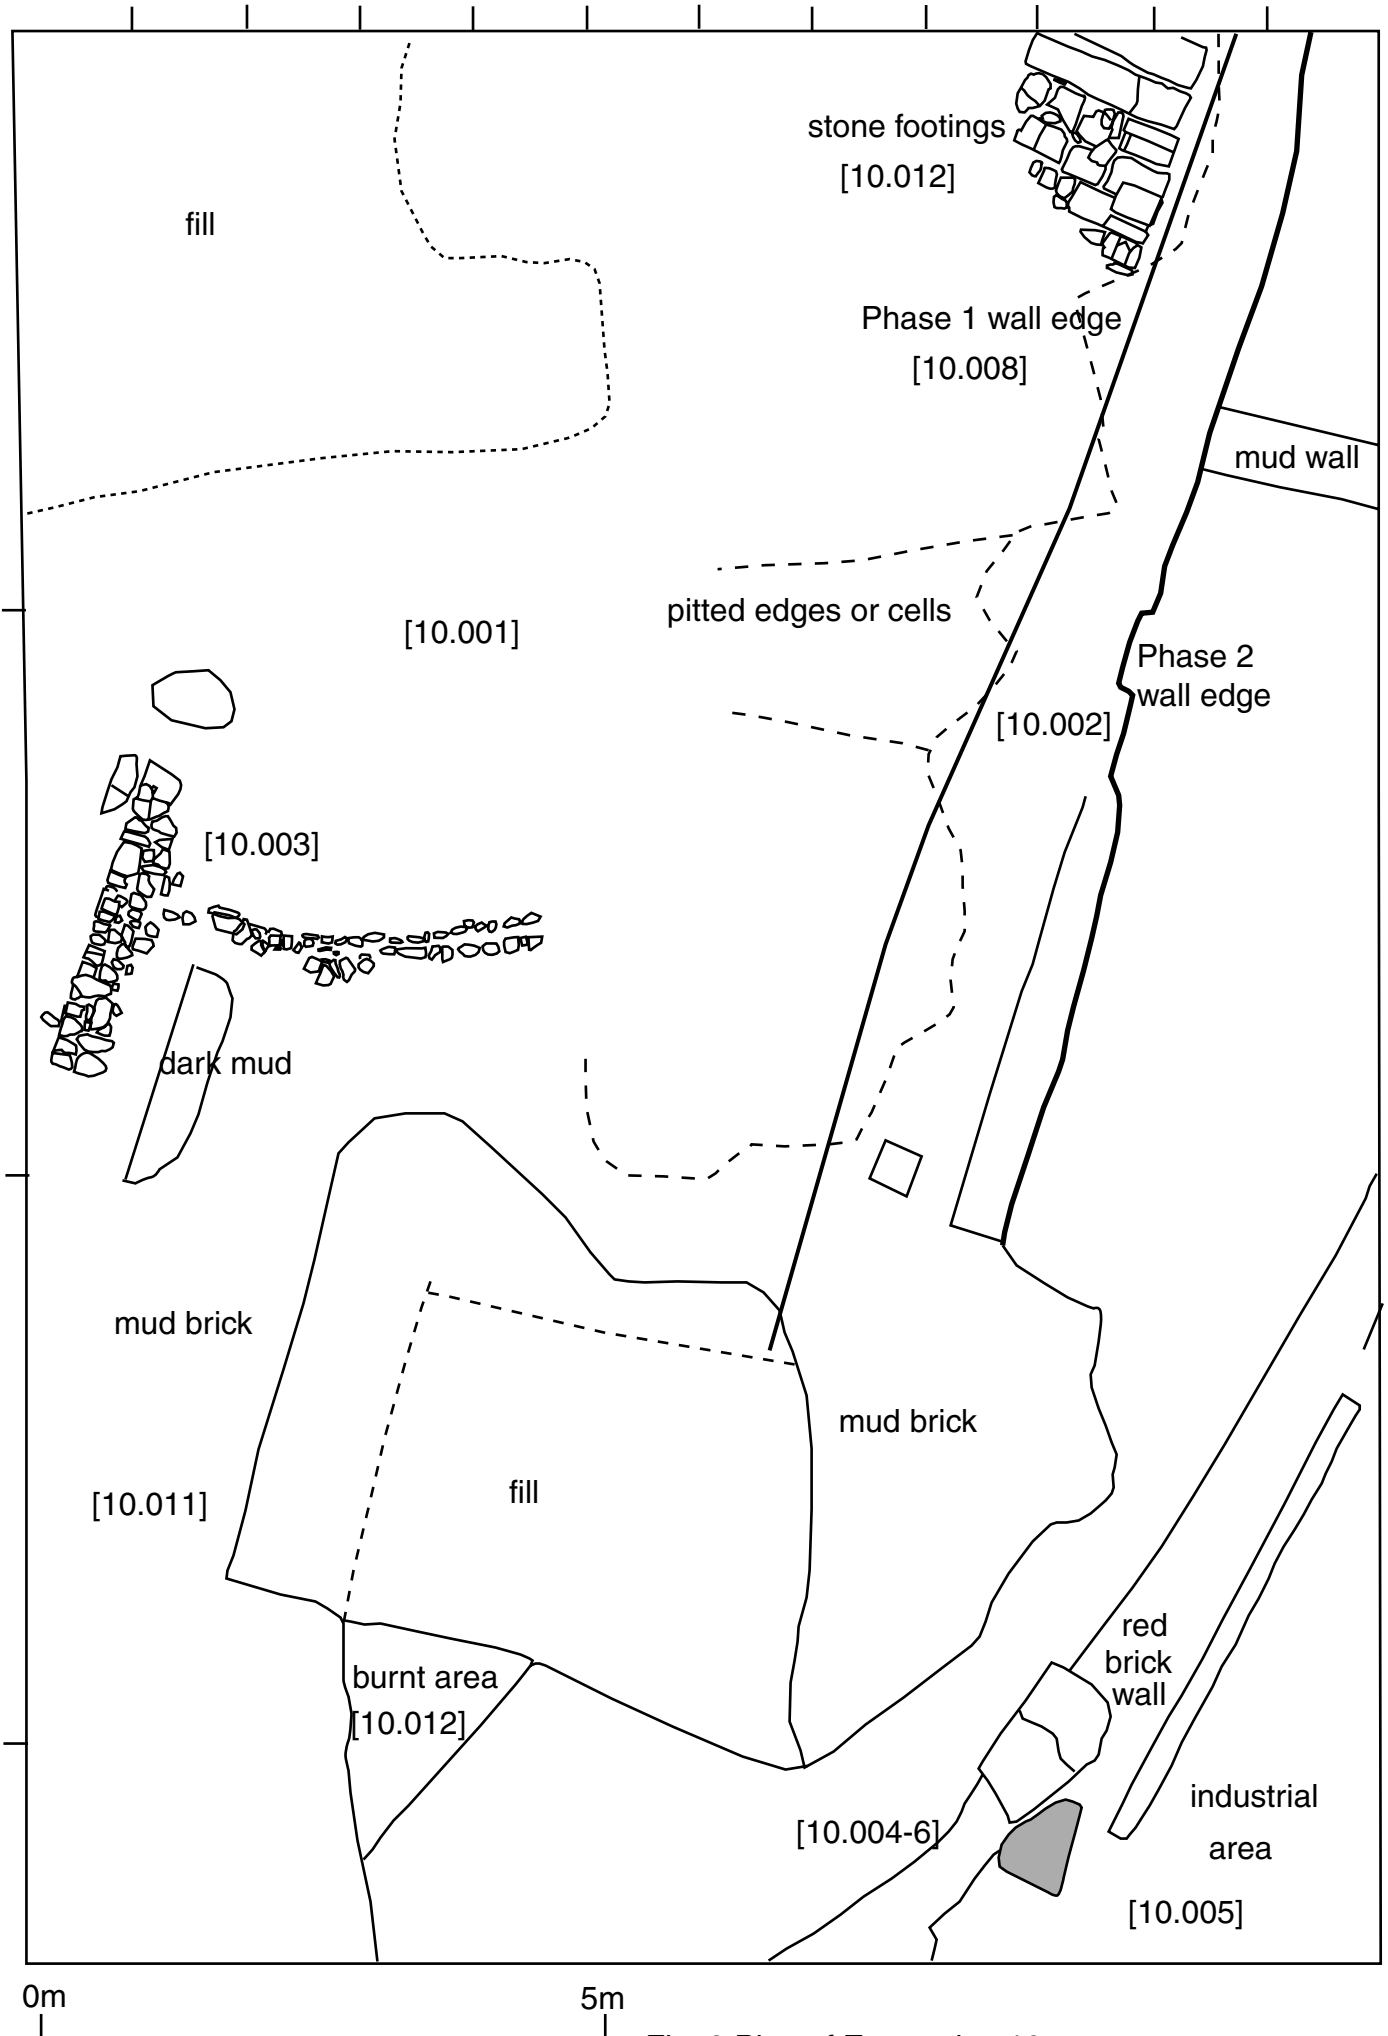 stone footings
[10.012]
fill
Phase 1 wall edge
[10.008]
mud wall
pitted edges or cells
[10.001]
Phase 2
wall edge
[10.002]
[10.003]
dark mud
mud brick
mud brick
fill
[10.011]
red
brick
wall
burnt area
[10.012]
industrial
area
[10.004-6]
[10.005]
0m
5m